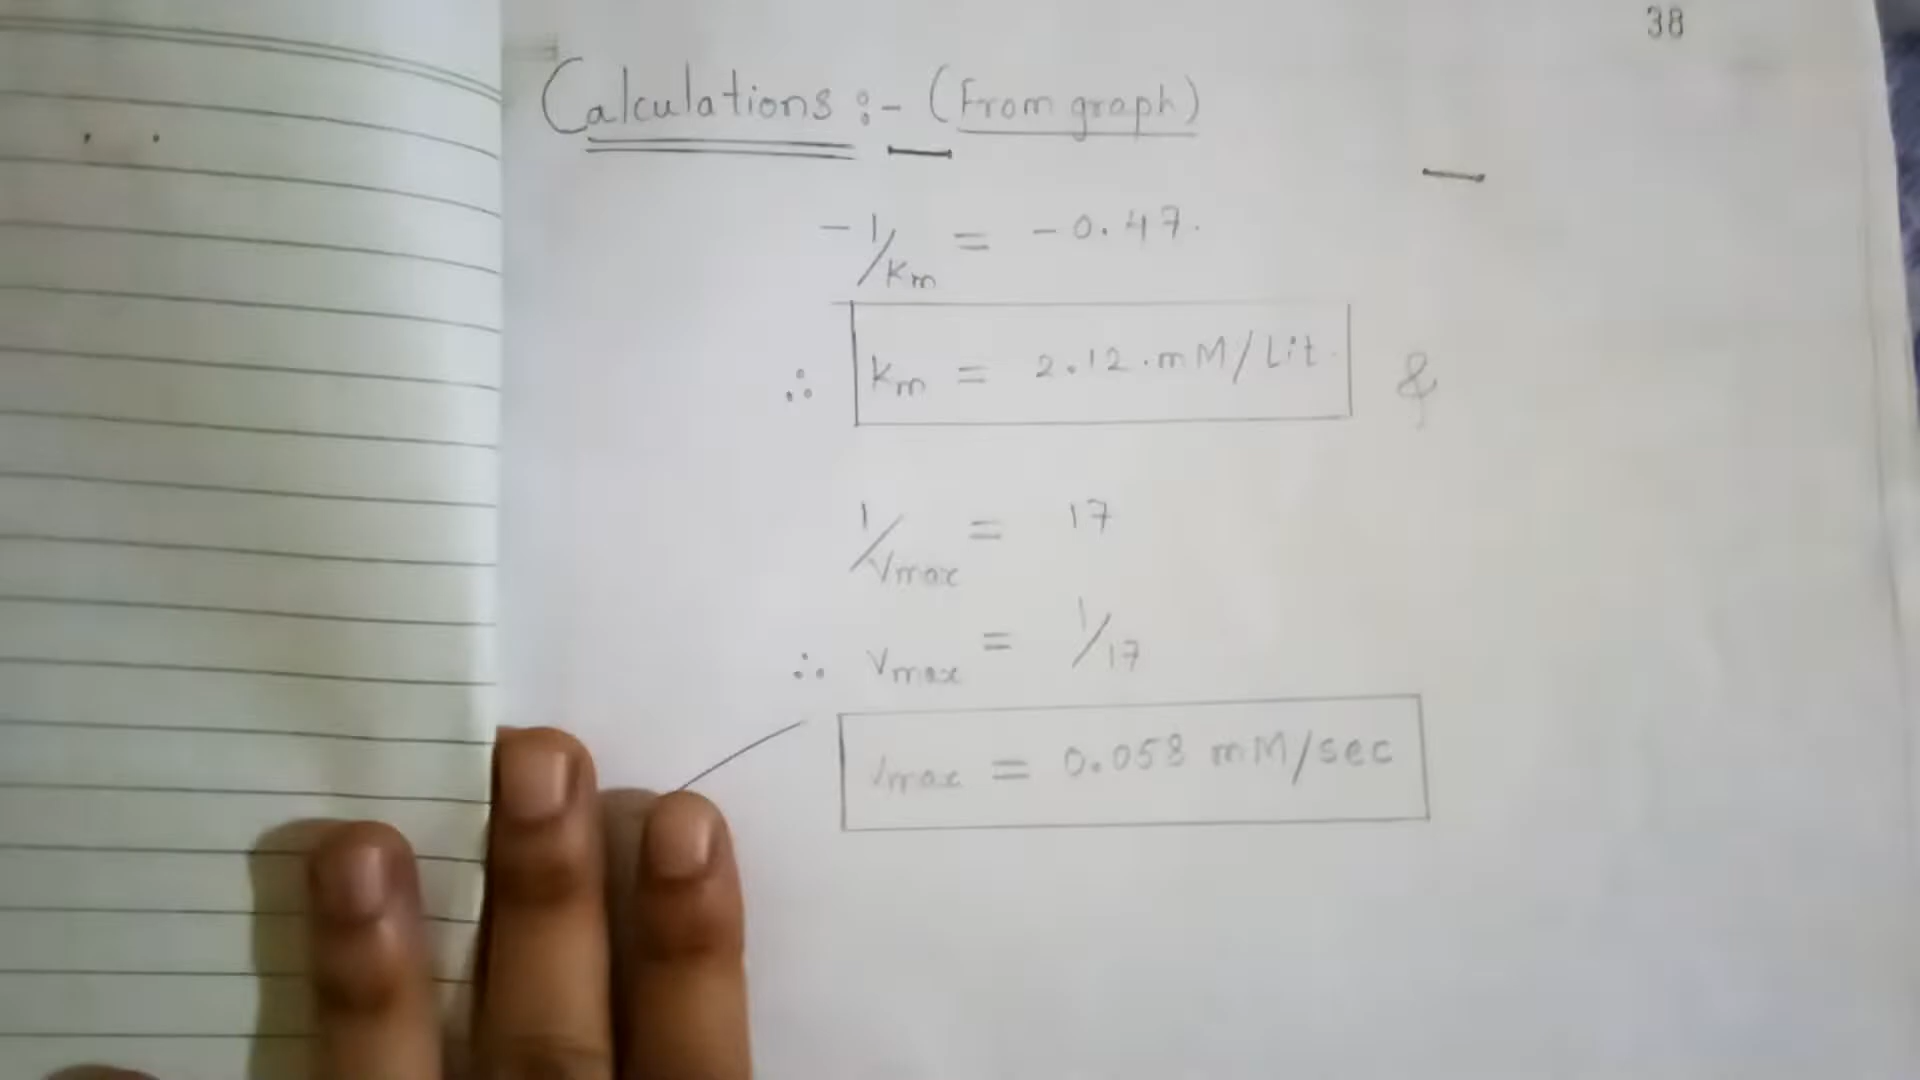 38
Calculations :- (From graph)
-1/Km = -0.47.
∴ Km = 2.12.mM/Lit. &
1/Vmax = 17
∴ Vmax = 1/17
Vmax = 0.058 mM/sec